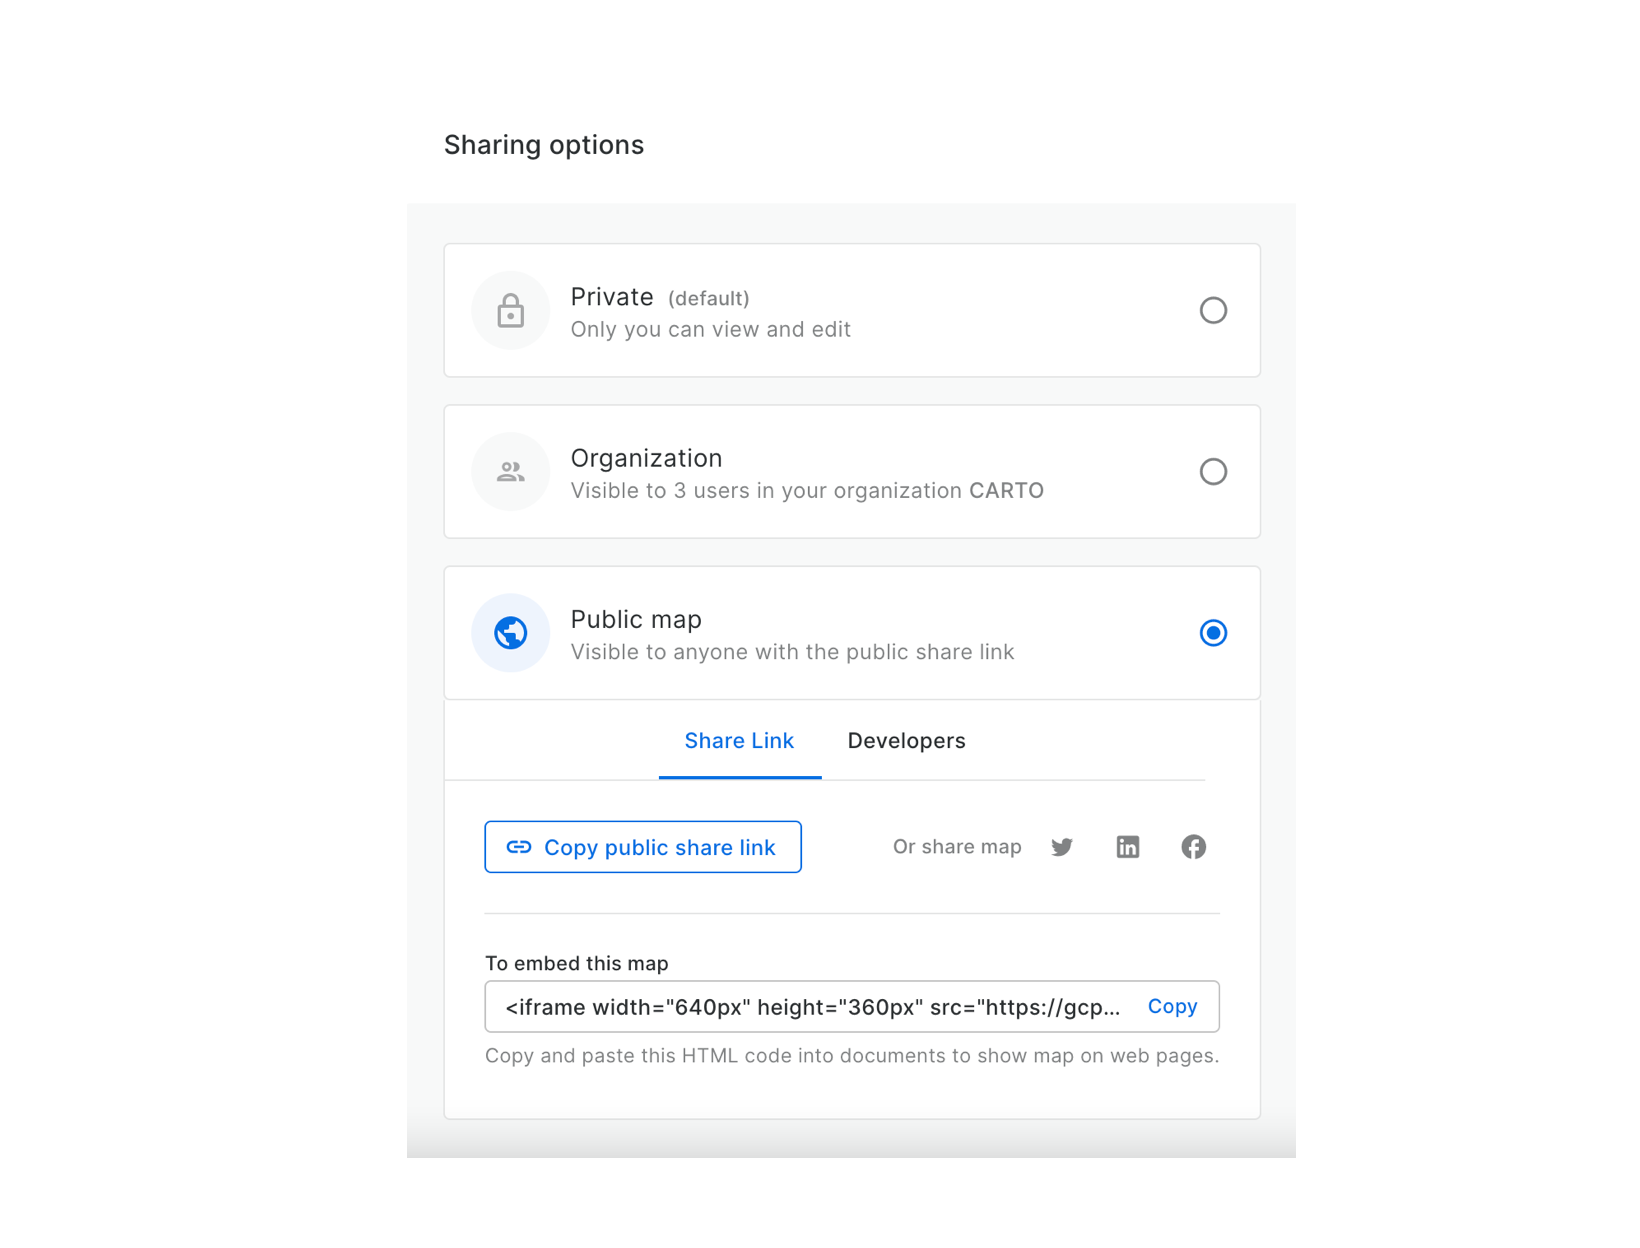 Sharing options
Private (default)
Only you can view and edit
Organization
Visible to 3 users in your organization CARTO
Public map
Visible to anyone with the public share link
Share Link Developers
Copy public share link Or share map
To embed this map
<iframe width="640px" height="360px" src="https://gcp... Copy
Copy and paste this HTML code into documents to show map on web pages.